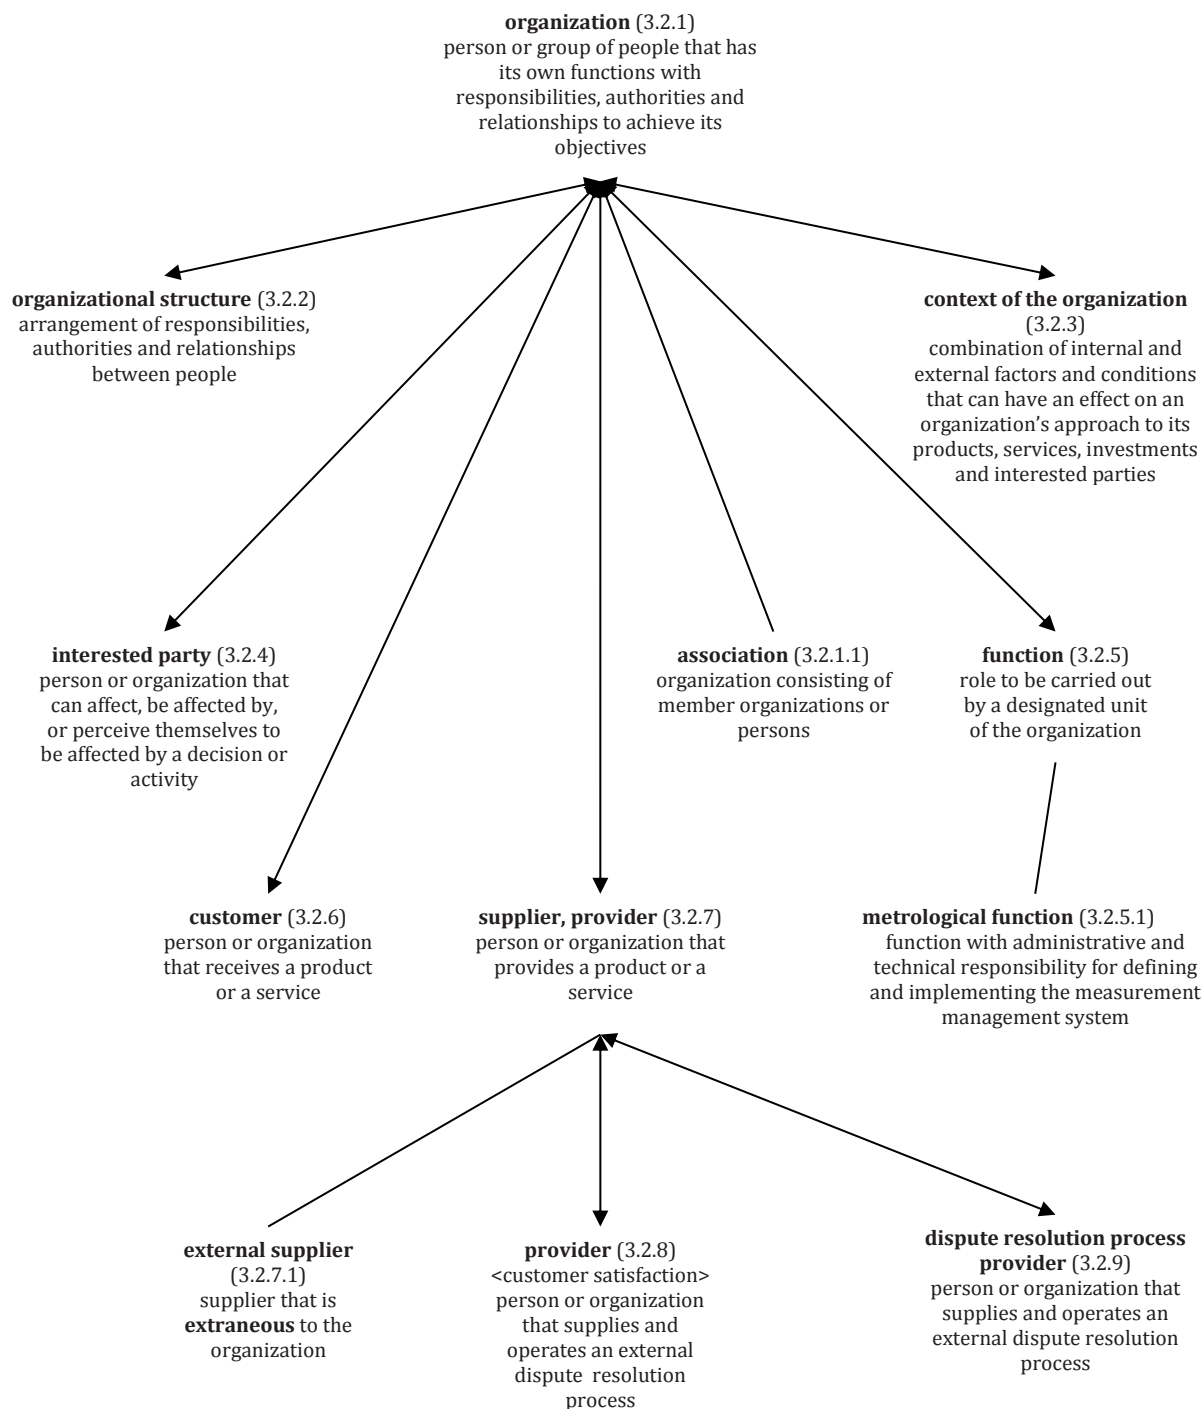 organization (3.2.1)
person or group of people that has
its own functions with
responsibilities, authorities and
relationships to achieve its
objectives
organizational structure (3.2.2)
arrangement of responsibilities,
authorities and relationships
between people
context of the organization
(3.2.3)
combination of internal and
external factors and conditions
that can have an effect on an
organization’s approach to its
products, services, investments
and interested parties
interested party (3.2.4)
person or organization that
can affect, be affected by,
or perceive themselves to
be affected by a decision or
activity
association (3.2.1.1)
organization consisting of
member organizations or
persons
function (3.2.5)
role to be carried out
by a designated unit
of the organization
customer (3.2.6)
person or organization
that receives a product
or a service
supplier, provider (3.2.7)
person or organization that
provides a product or a
service
metrological function (3.2.5.1)
function with administrative and
technical responsibility for defining
and implementing the measurement
management system
external supplier
(3.2.7.1)
supplier that is
extraneous to the
organization
provider (3.2.8)
<customer satisfaction>
person or organization
that supplies and
operates an external
dispute resolution
process
dispute resolution process
provider (3.2.9)
person or organization that
supplies and operates an
external dispute resolution
process